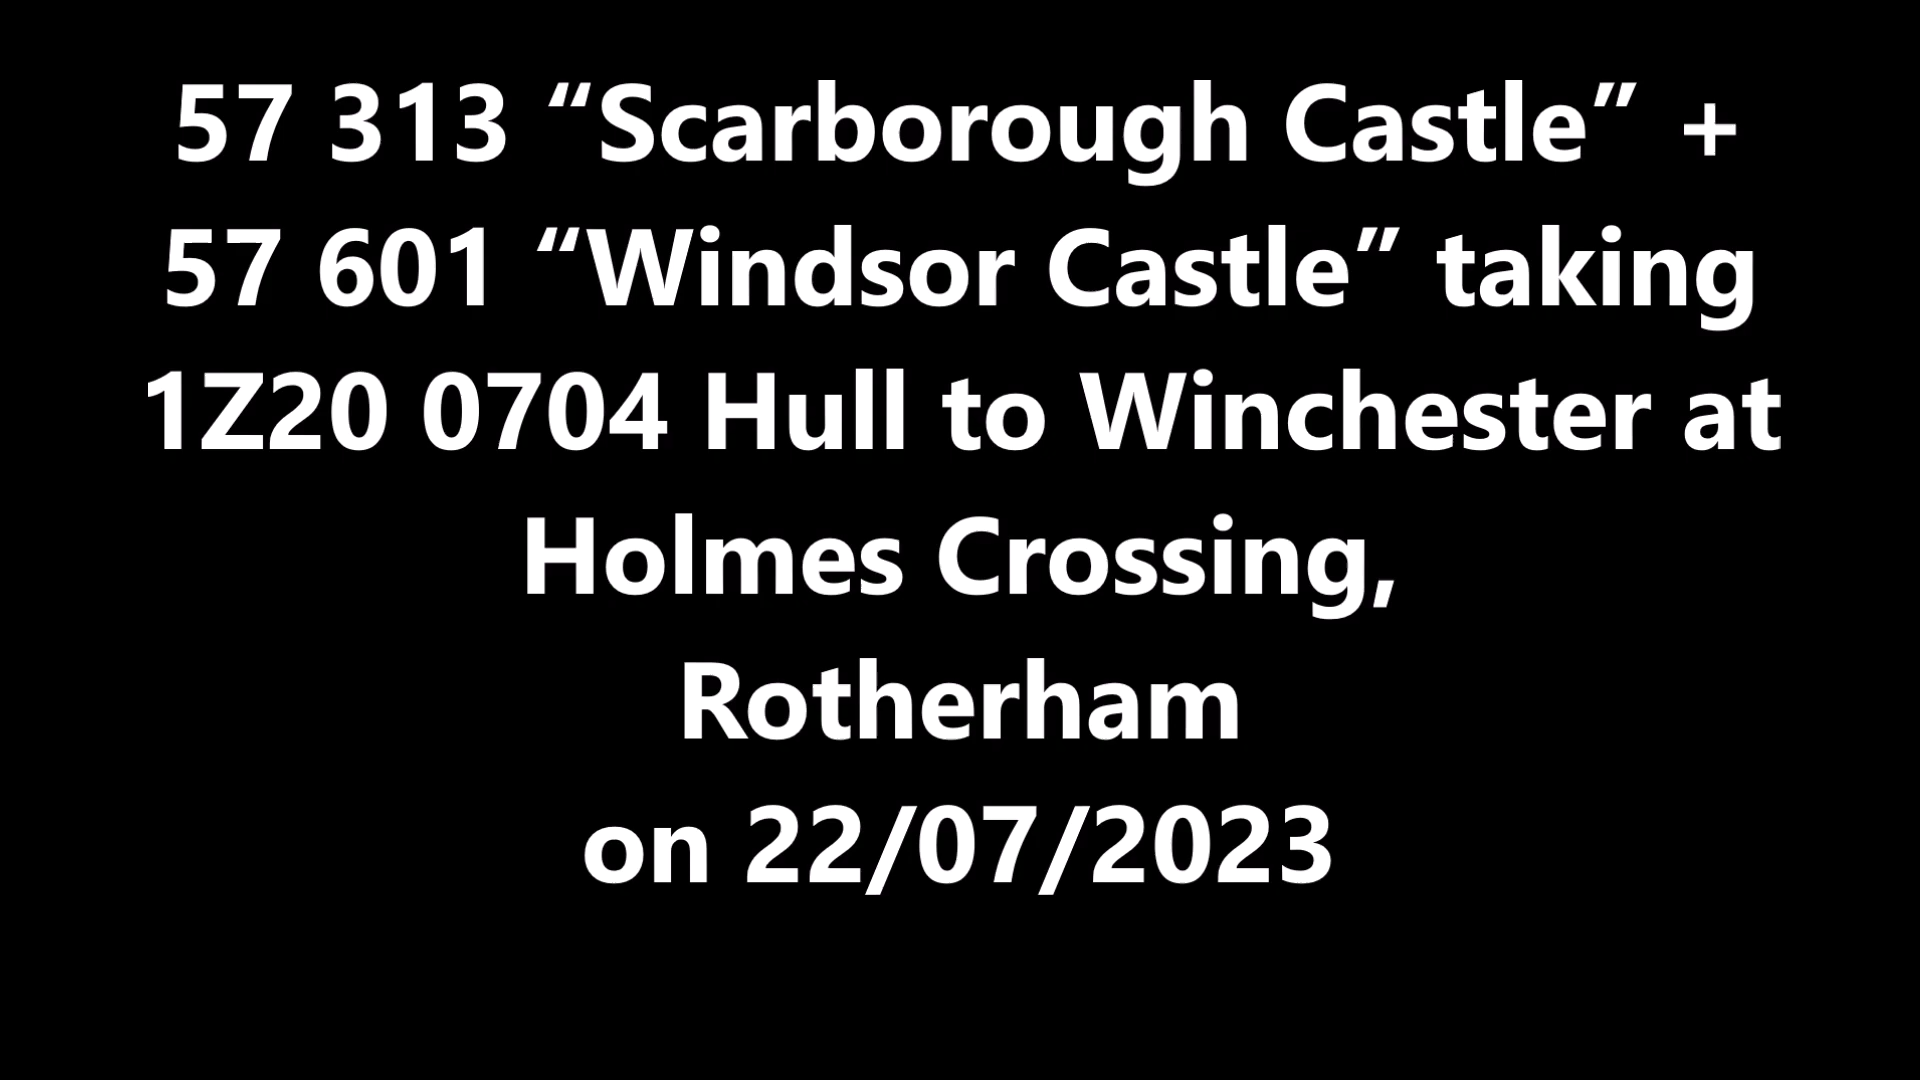 57 313 “Scarborough Castle” +
57 601 “Windsor Castle” taking
1Z20 0704 Hull to Winchester at
Holmes Crossing,
Rotherham
on 22/07/2023